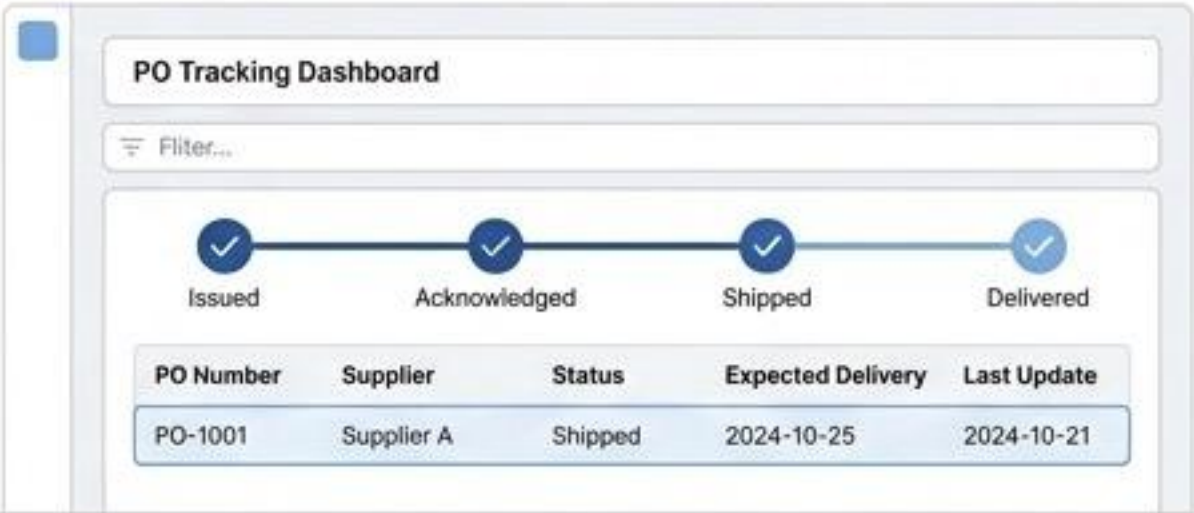 PO Tracking Dashboard
Fliter...
Issued Acknowledged Shipped Delivered
PO Number Supplier Status Expected Delivery Last Update
PO-1001 Supplier A Shipped 2024-10-25 2024-10-21